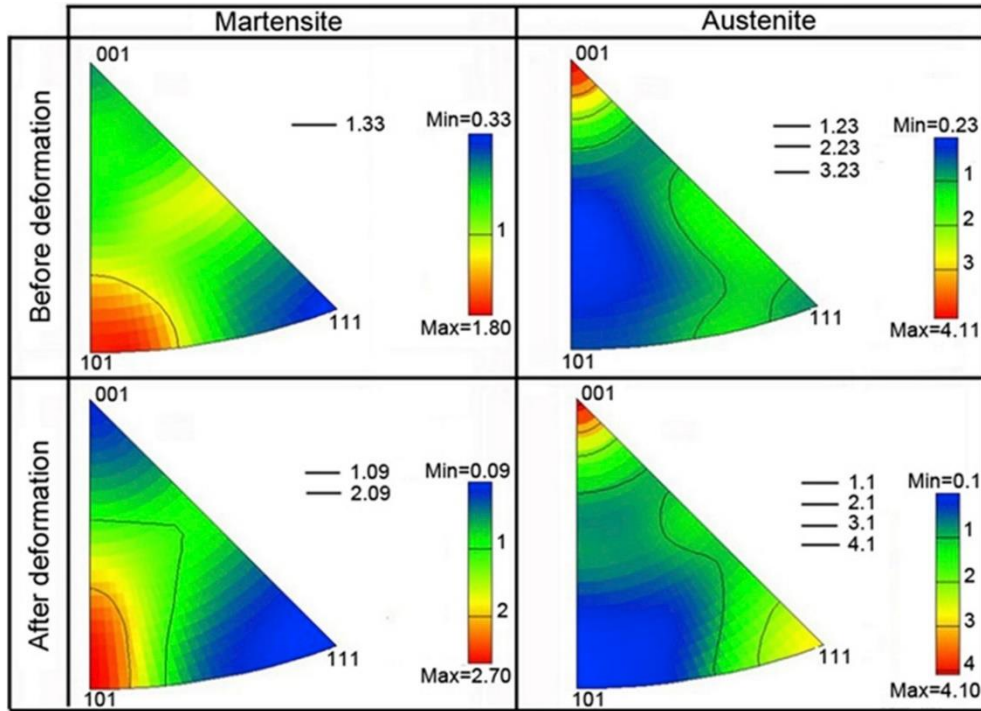 Martensite
Austenite
Before deformation
001
1.33
Min=0.33
1
Max=1.80
101
111
001
1.23
2.23
3.23
Min=0.23
1
2
3
Max=4.11
101
111
After deformation
001
1.09
2.09
Min=0.09
1
2
Max=2.70
101
111
001
1.1
2.1
3.1
4.1
Min=0.1
1
2
3
4
Max=4.10
101
111